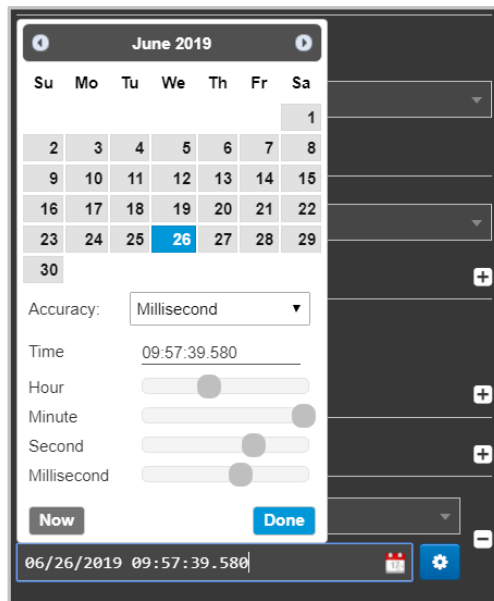 June 2019
Su Mo Tu We Th Fr Sa
1
2 3 4 5 6 7 8
9 10 11 12 13 14 15
16 17 18 19 20 21 22
23 24 25 26 27 28 29
30
Accuracy: Millisecond
Time 09:57:39.580
Hour
Minute
Second
Millisecond
Now Done
06/26/2019 09:57:39.580